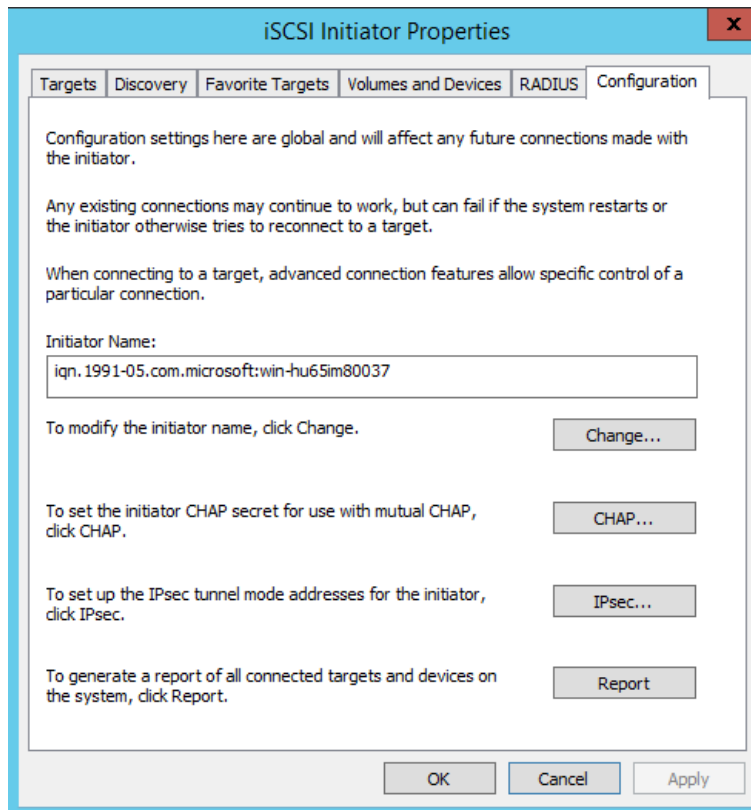 iSCSI Initiator Properties
x
Targets Discovery Favorite Targets Volumes and Devices RADIUS Configuration
Configuration settings here are global and will affect any future connections made with
the initiator.
Any existing connections may continue to work, but can fail if the system restarts or
the initiator otherwise tries to reconnect to a target.
When connecting to a target, advanced connection features allow specific control of a
particular connection.
Initiator Name:
iqn.1991-05.com.microsoft:win-hu65im80037
To modify the initiator name, click Change.
Change...
To set the initiator CHAP secret for use with mutual CHAP,
click CHAP.
CHAP...
To set up the IPsec tunnel mode addresses for the initiator,
click IPsec.
IPsec...
To generate a report of all connected targets and devices on
the system, click Report.
Report
OK Cancel Apply